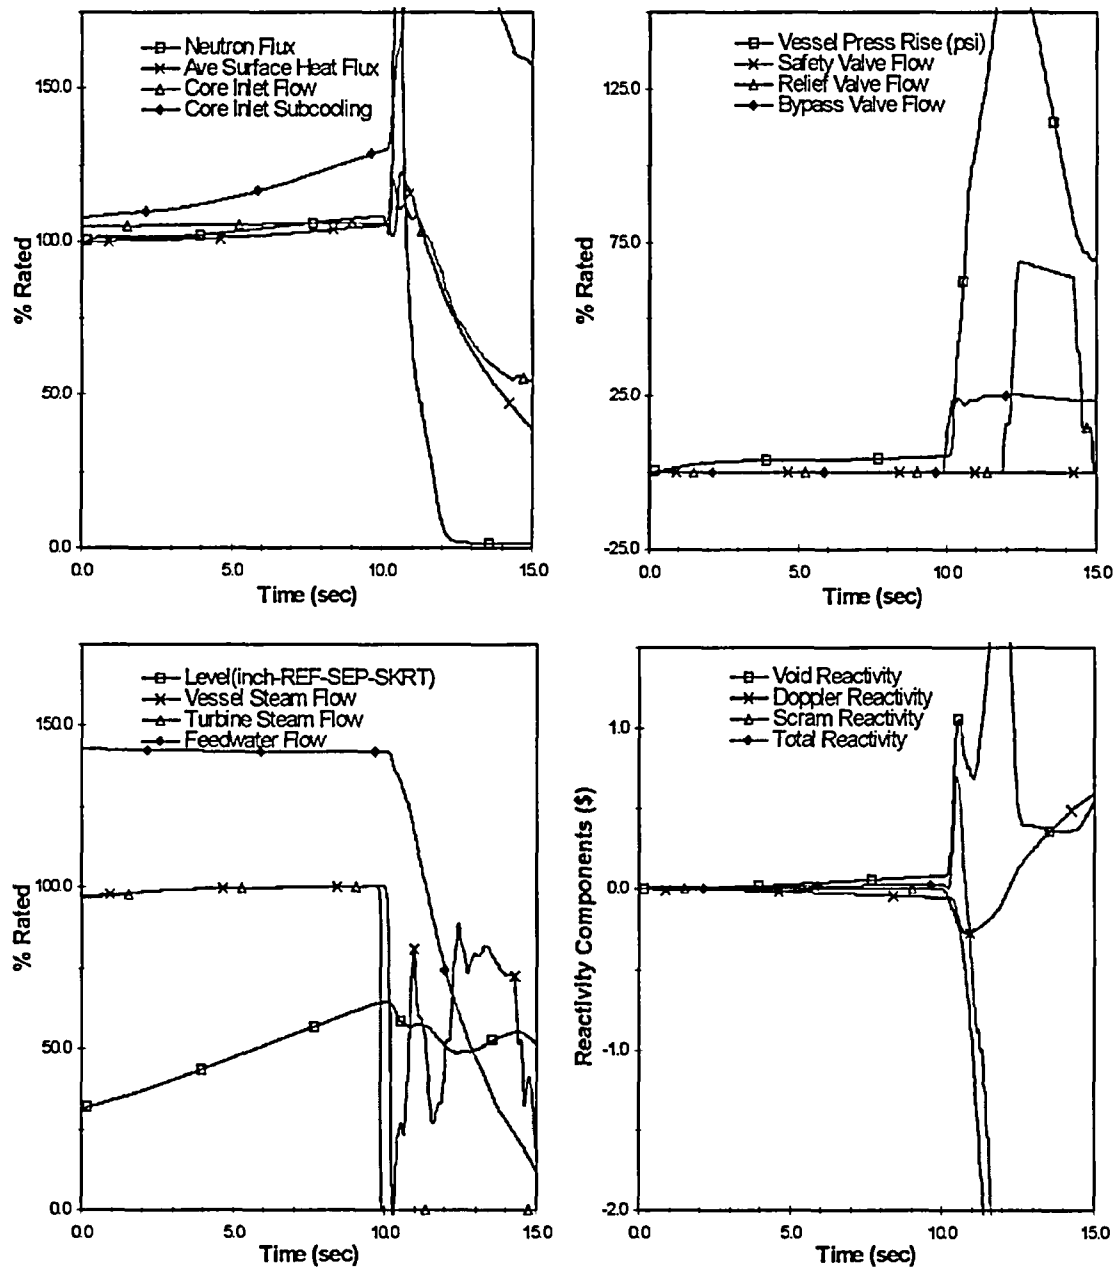 Neutron Flux
Ave Surface Heat Flux
Core Inlet Flow
Core Inlet Subcooling
150.0
100.0
50.0
0.0
% Rated
0.0 5.0 10.0 15.0
Time (sec)
Vessel Press Rise (psi)
Safety Valve Flow
Relief Valve Flow
Bypass Valve Flow
125.0
75.0
25.0
-25.0
% Rated
0.0 5.0 10.0 15.0
Time (sec)
Level(inch-REF-SEP-SKRT)
Vessel Steam Flow
Turbine Steam Flow
Feedwater Flow
150.0
100.0
50.0
0.0
% Rated
0.0 5.0 10.0 15.0
Time (sec)
Void Reactivity
Doppler Reactivity
Scram Reactivity
Total Reactivity
1.0
0.0
-1.0
-2.0
Reactivity Components ($)
0.0 5.0 10.0 15.0
Time (sec)